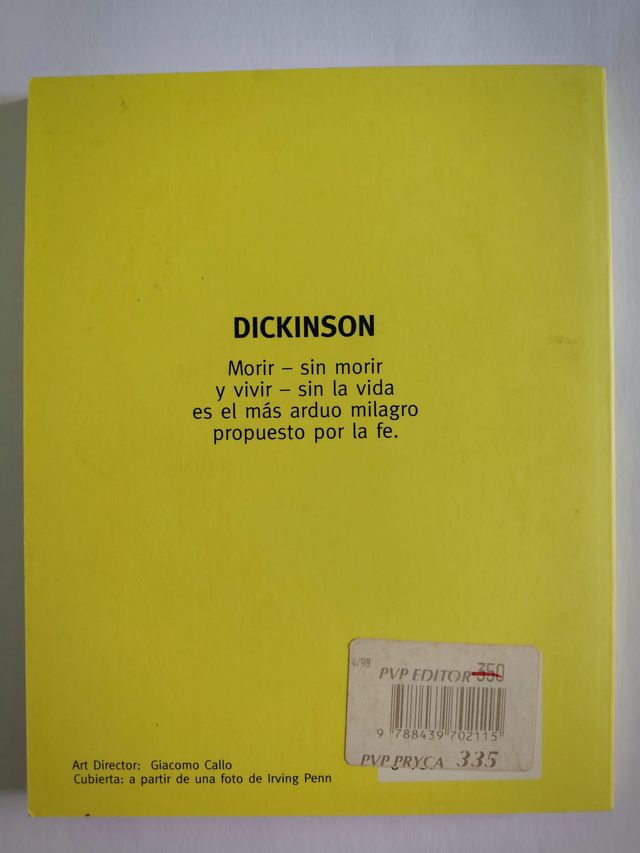 DICKINSON
Morir – sin morir
y vivir – sin la vida
es el más arduo milagro
propuesto por la fe.
4/98
PVP EDITOR 350
9 788439 702115
PVP PRYCA 335
Art Director: Giacomo Callo
Cubierta: a partir de una foto de Irving Penn